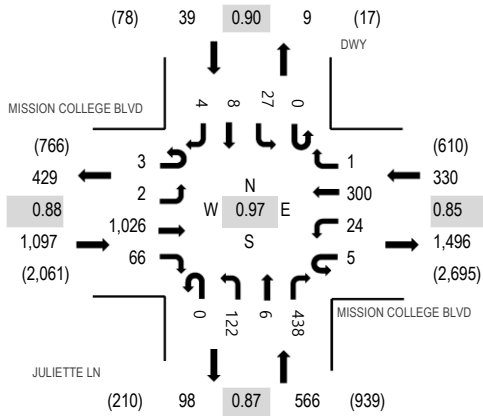 (78) 39 0.90 9 (17)
DWY
4 8 27 0
MISSION COLLEGE BLVD
(766) (610)
3 1
429 330
2 N 300
0.88 W 0.97 E 0.85
1,026 24
1,097 S 1,496
66 5
(2,061) (2,695)
0 122 6 438
MISSION COLLEGE BLVD
JULIETTE LN
(210) 98 0.87 566 (939)